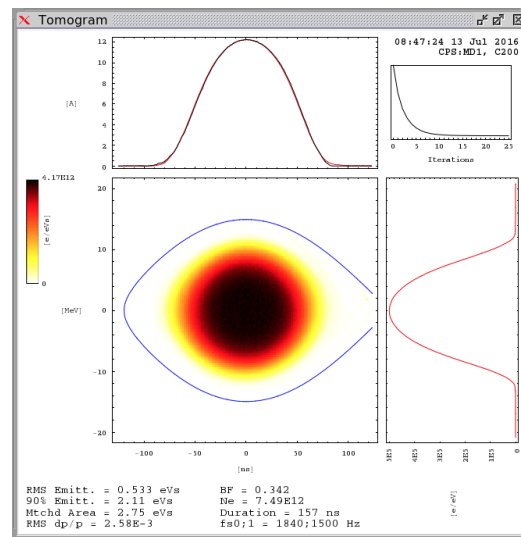 Tomogram
08:47:24 13 Jul 2016
CPS:MD1, C200
12
10
8
6
4
2
0
[A]
0 5 10 15 20 25
Iterations
4.17E12
[e/eVs]
0
20
10
0
-10
-20
[MeV]
-100 -50 0 50 100
[ns]
5E5 4E5 3E5 2E5 1E5 0
[e/eV]
RMS Emitt. = 0.533 eVs BF = 0.342
90% Emitt. = 2.11 eVs Ne = 7.49E12
Mtchd Area = 2.75 eVs Duration = 157 ns
RMS dp/p = 2.58E-3 fs0;1 = 1840;1500 Hz